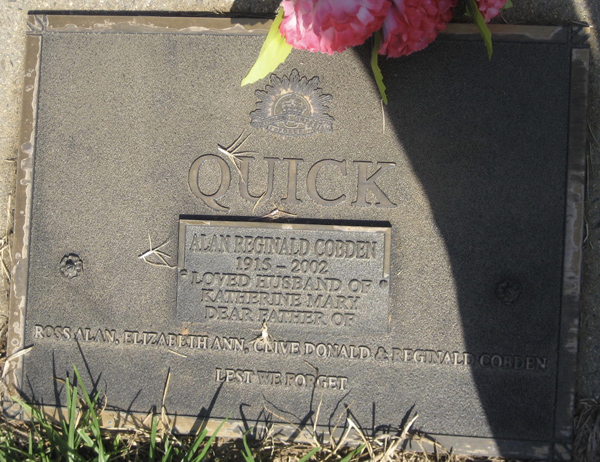 QUICK
ALAN REGINALD COBDEN
1915 - 2002
LOVED HUSBAND OF
KATHERINE MARY
DEAR FATHER OF
ROSS ALAN, ELIZABETH ANN, CLIVE DONALD & REGINALD COBDEN
LEST WE FORGET